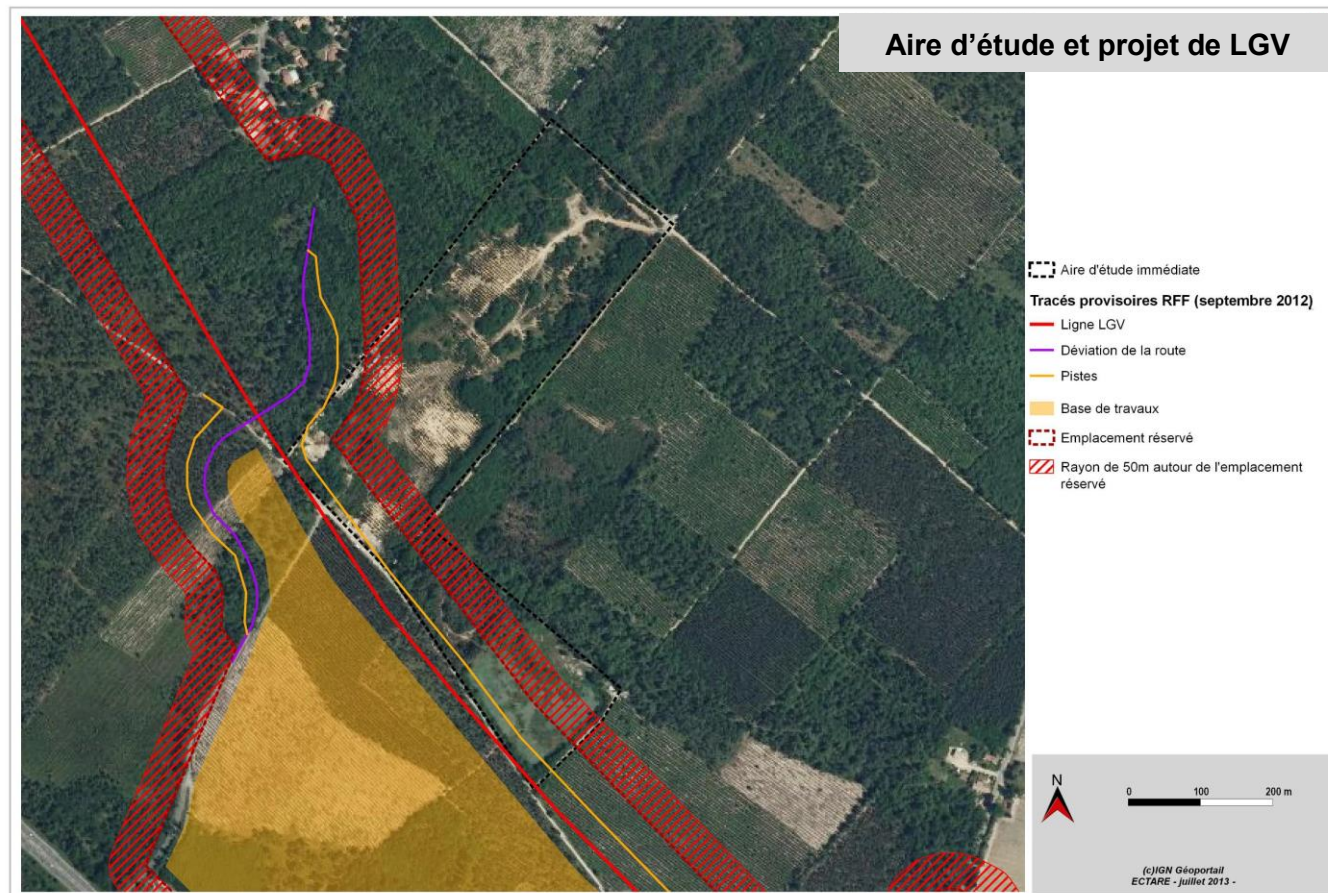 Aire d'étude et projet de LGV
Aire d'étude immédiate
Tracés provisoires RFF (septembre 2012)
Ligne LGV
Déviation de la route
Pistes
Base de travaux
Emplacement réservé
Rayon de 50m autour de l'emplacement
réservé
N
0 100 200 m
(c)IGN Géoportail
ECTARE - juillet 2013 -